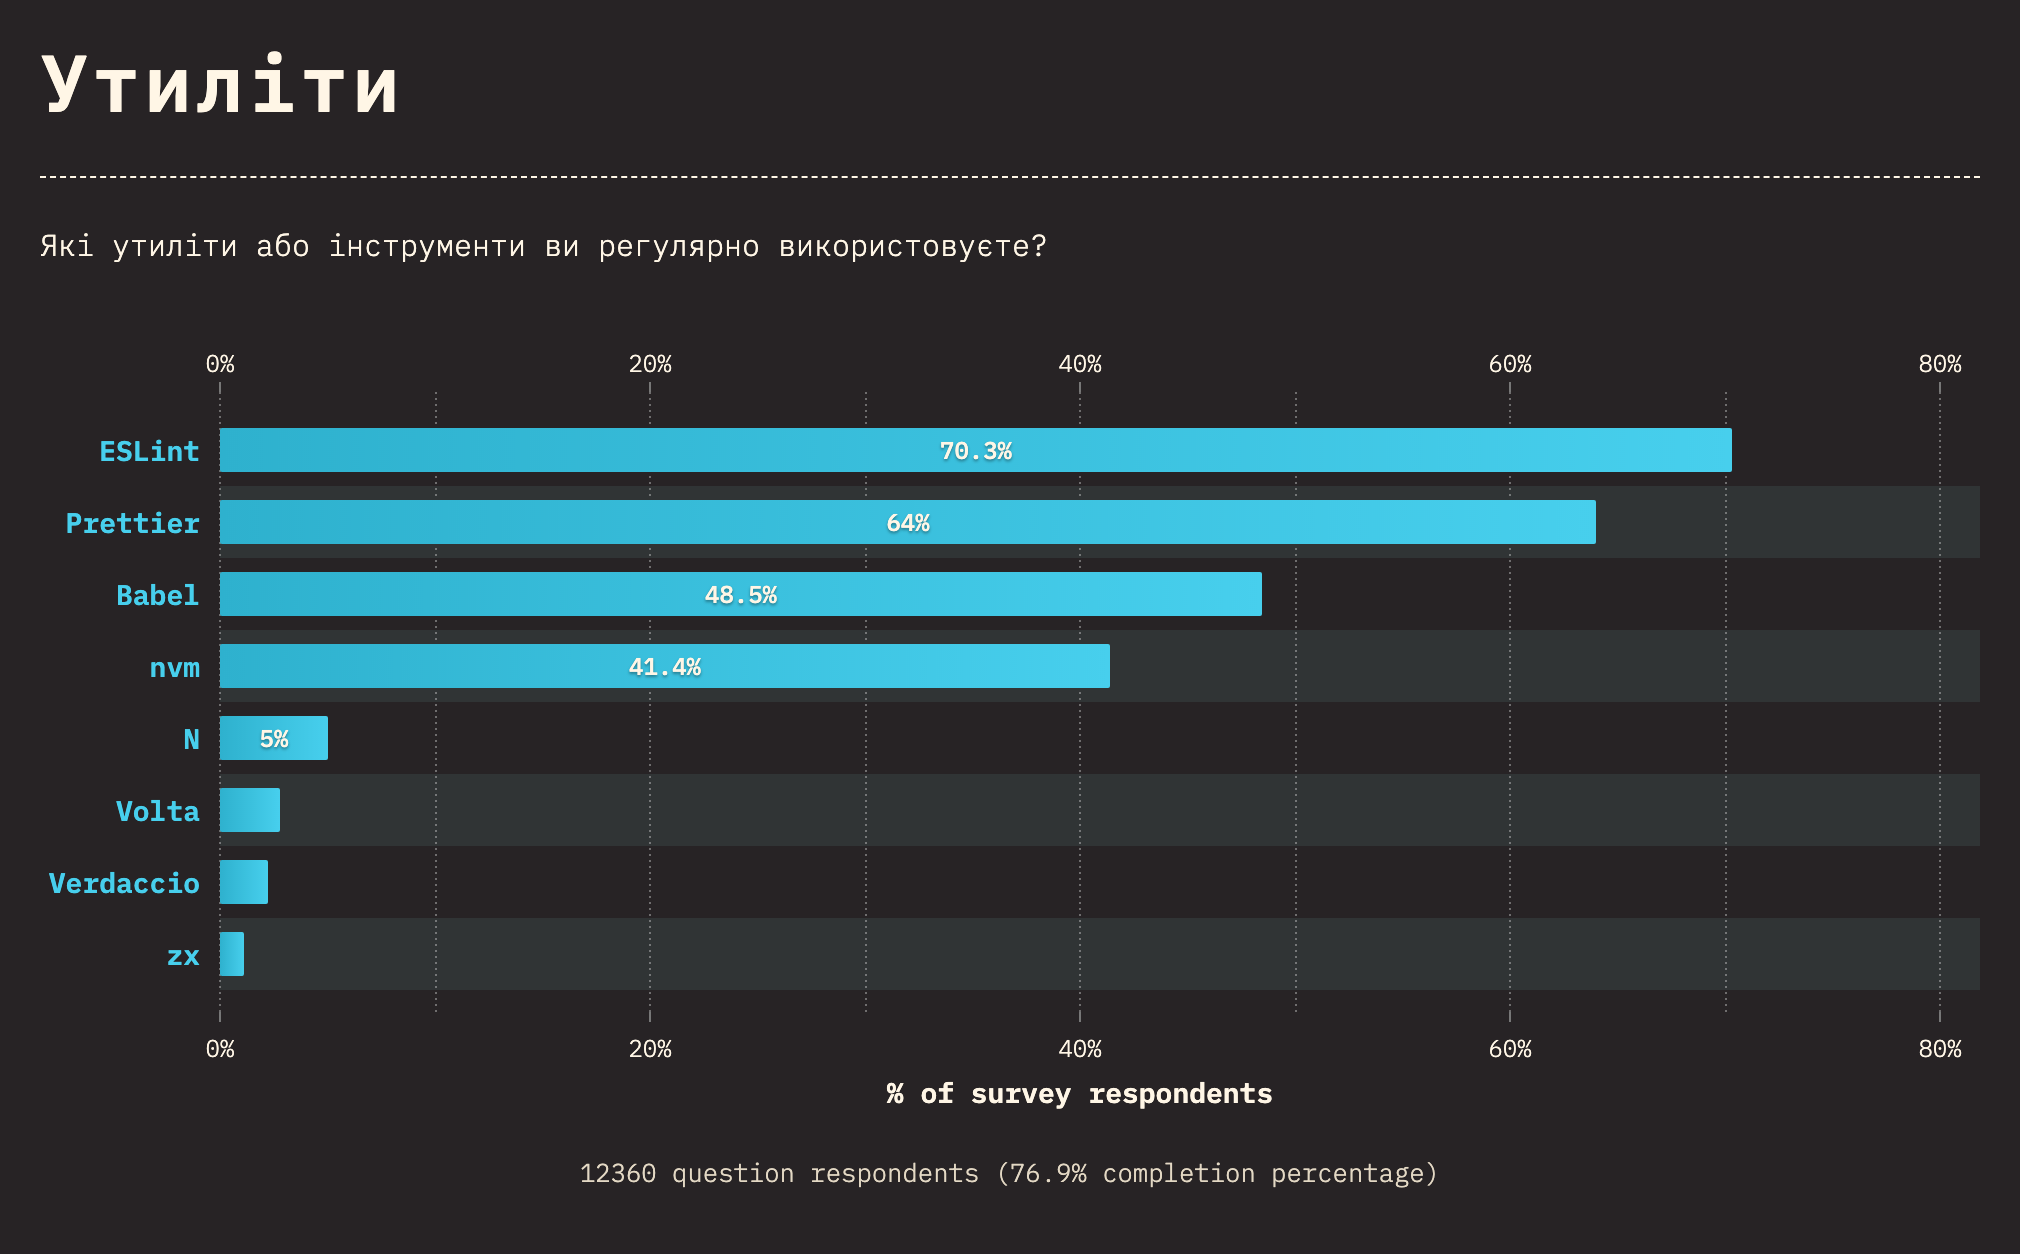 Утиліти
Які утиліти або інструменти ви регулярно використовуєте?
0% 20% 40% 60% 80%
ESLint 70.3%
Prettier 64%
Babel 48.5%
nvm 41.4%
N 5%
Volta
Verdaccio
zx
0% 20% 40% 60% 80%
% of survey respondents
12360 question respondents (76.9% completion percentage)